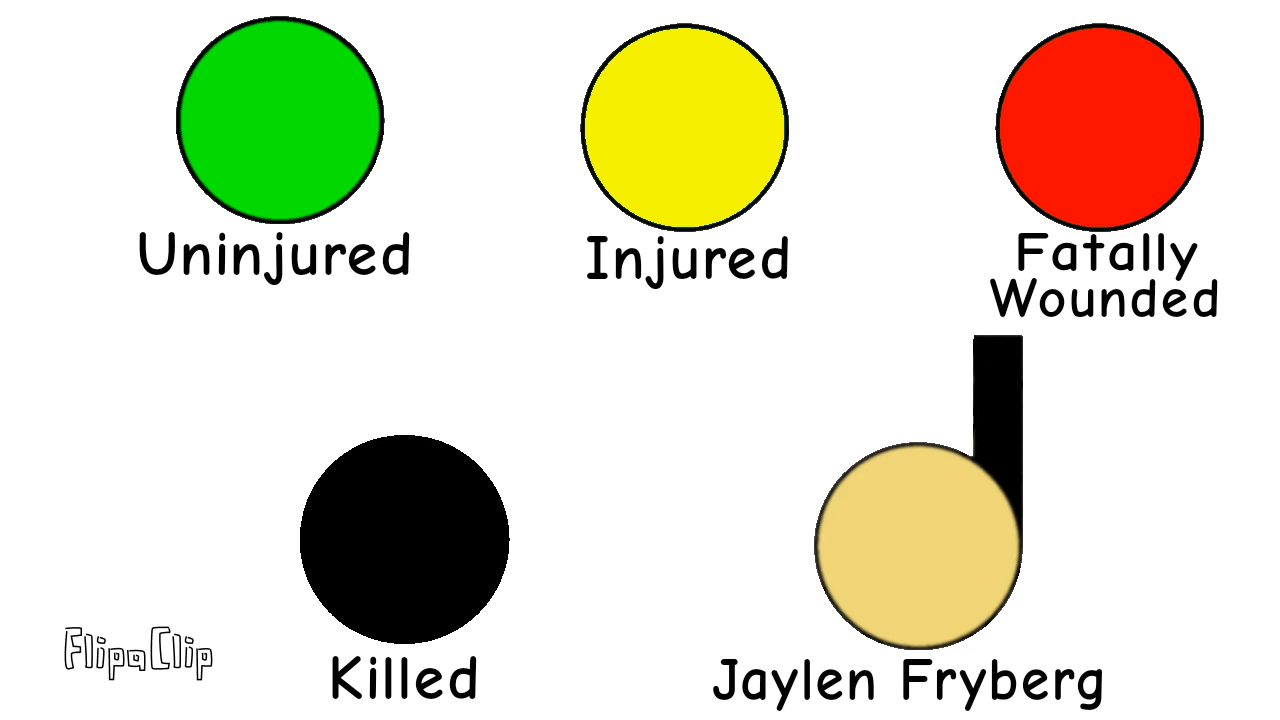 Uninjured
Injured
Fatally
Wounded
Killed
Jaylen Fryberg
FlipaClip